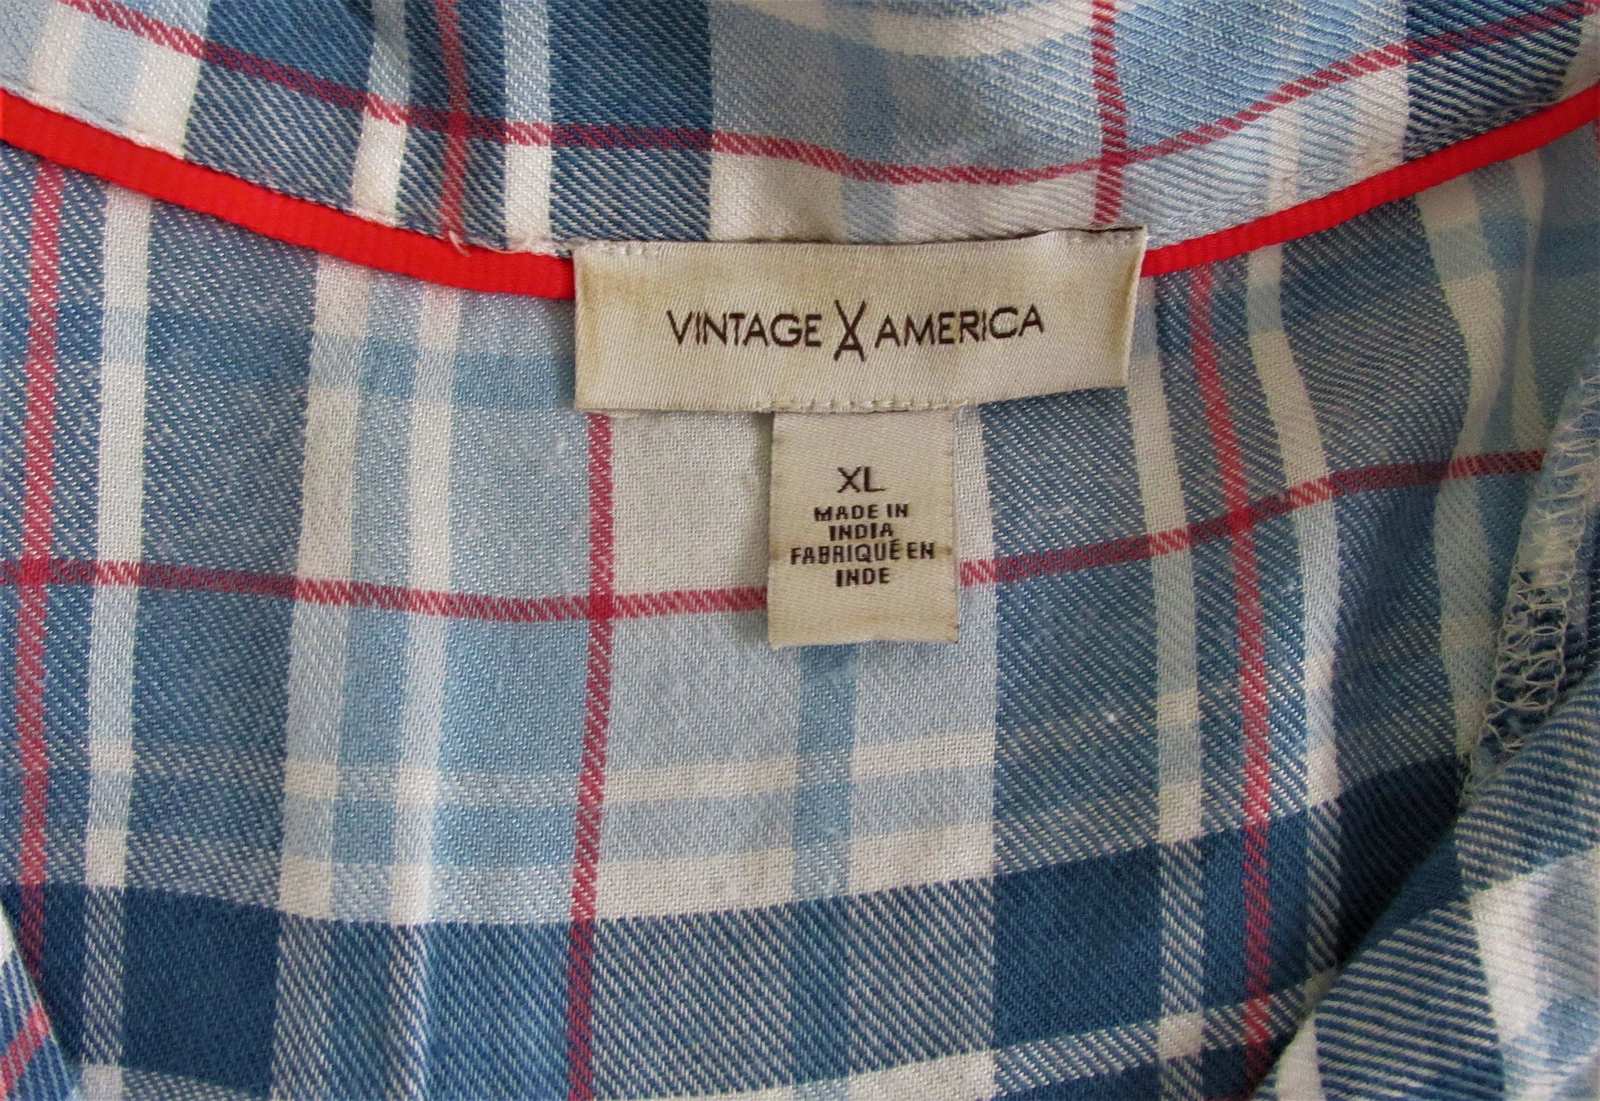 VINTAGE AMERICA
XL
MADE IN
INDIA
FABRIQUÉ EN
INDE